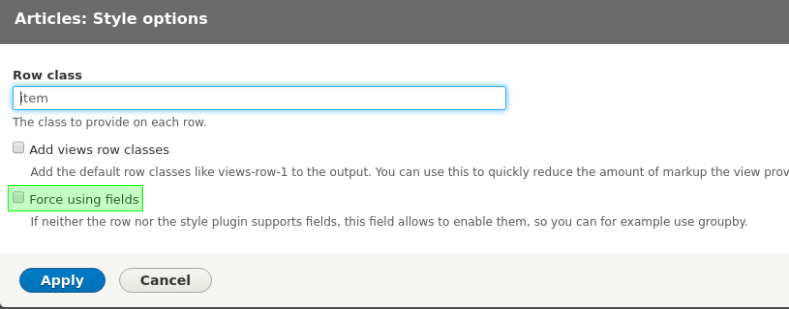 Articles: Style options
Row class
item
The class to provide on each row.
Add views row classes
Add the default row classes like views-row-1 to the output. You can use this to quickly reduce the amount of markup the view prov
Force using fields
If neither the row nor the style plugin supports fields, this field allows to enable them, so you can for example use groupby.
Apply Cancel